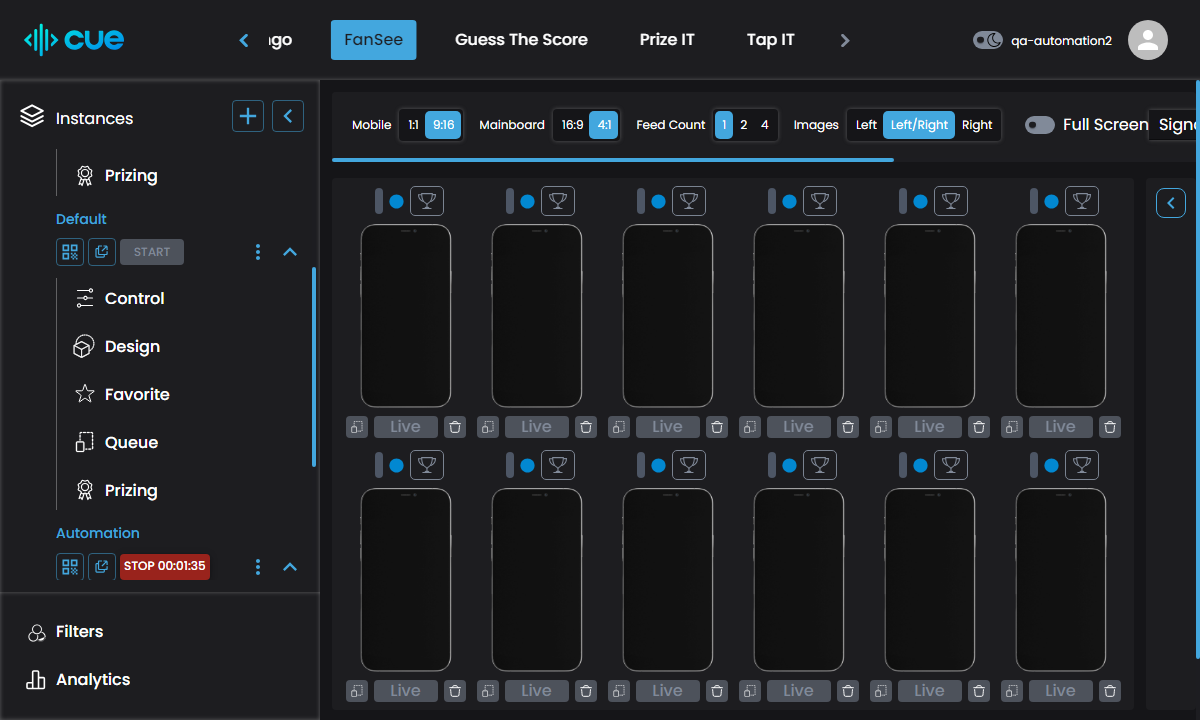 cue
ngo
FanSee
Guess The Score
Prize IT
Tap IT
qa-automation2
Instances
Mobile 1:1 9:16 Mainboard 16:9 4:1 Feed Count 1 2 4 Images Left Left/Right Right Full Screen
Prizing
Default
START
Control
Design
Favorite
Queue
Prizing
Automation
STOP 00:01:35
Filters
Analytics
Live Live Live Live Live Live
Live Live Live Live Live Live